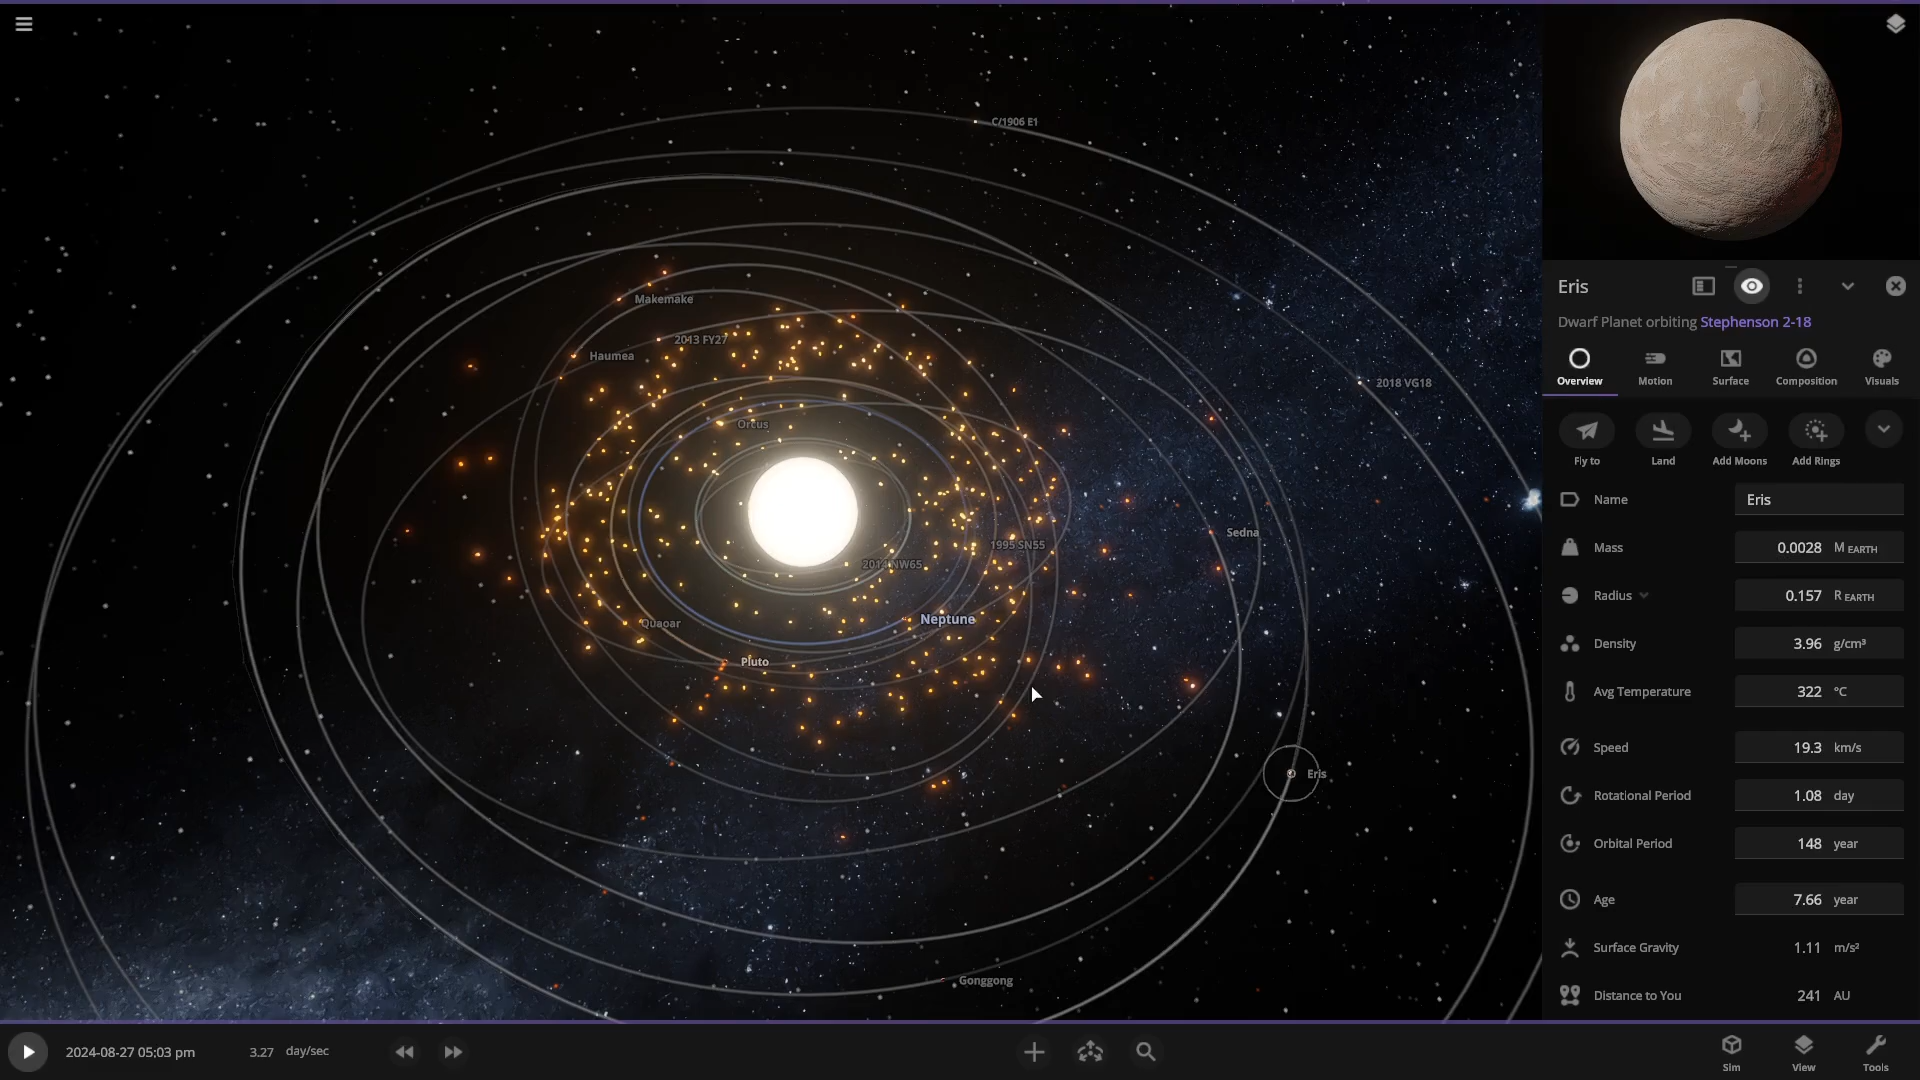 C/1906 E1
Makemake
2013 FY27
Haumea
2018 VG18
Orcus
Sedna
1995 SN55
2014 NW65
Neptune
Quaoar
Pluto
Eris
Gonggong
Eris
Dwarf Planet orbiting Stephenson 2-18
Overview Motion Surface Composition Visuals
Fly to Land Add Moons Add Rings
Name Eris
Mass 0.0028 M EARTH
Radius 0.157 R EARTH
Density 3.96 g/cm³
Avg Temperature 322 °C
Speed 19.3 km/s
Rotational Period 1.08 day
Orbital Period 148 year
Age 7.66 year
Surface Gravity 1.11 m/s²
Distance to You 241 AU
2024-08-27 05:03 pm 3.27 day/sec
Sim View Tools